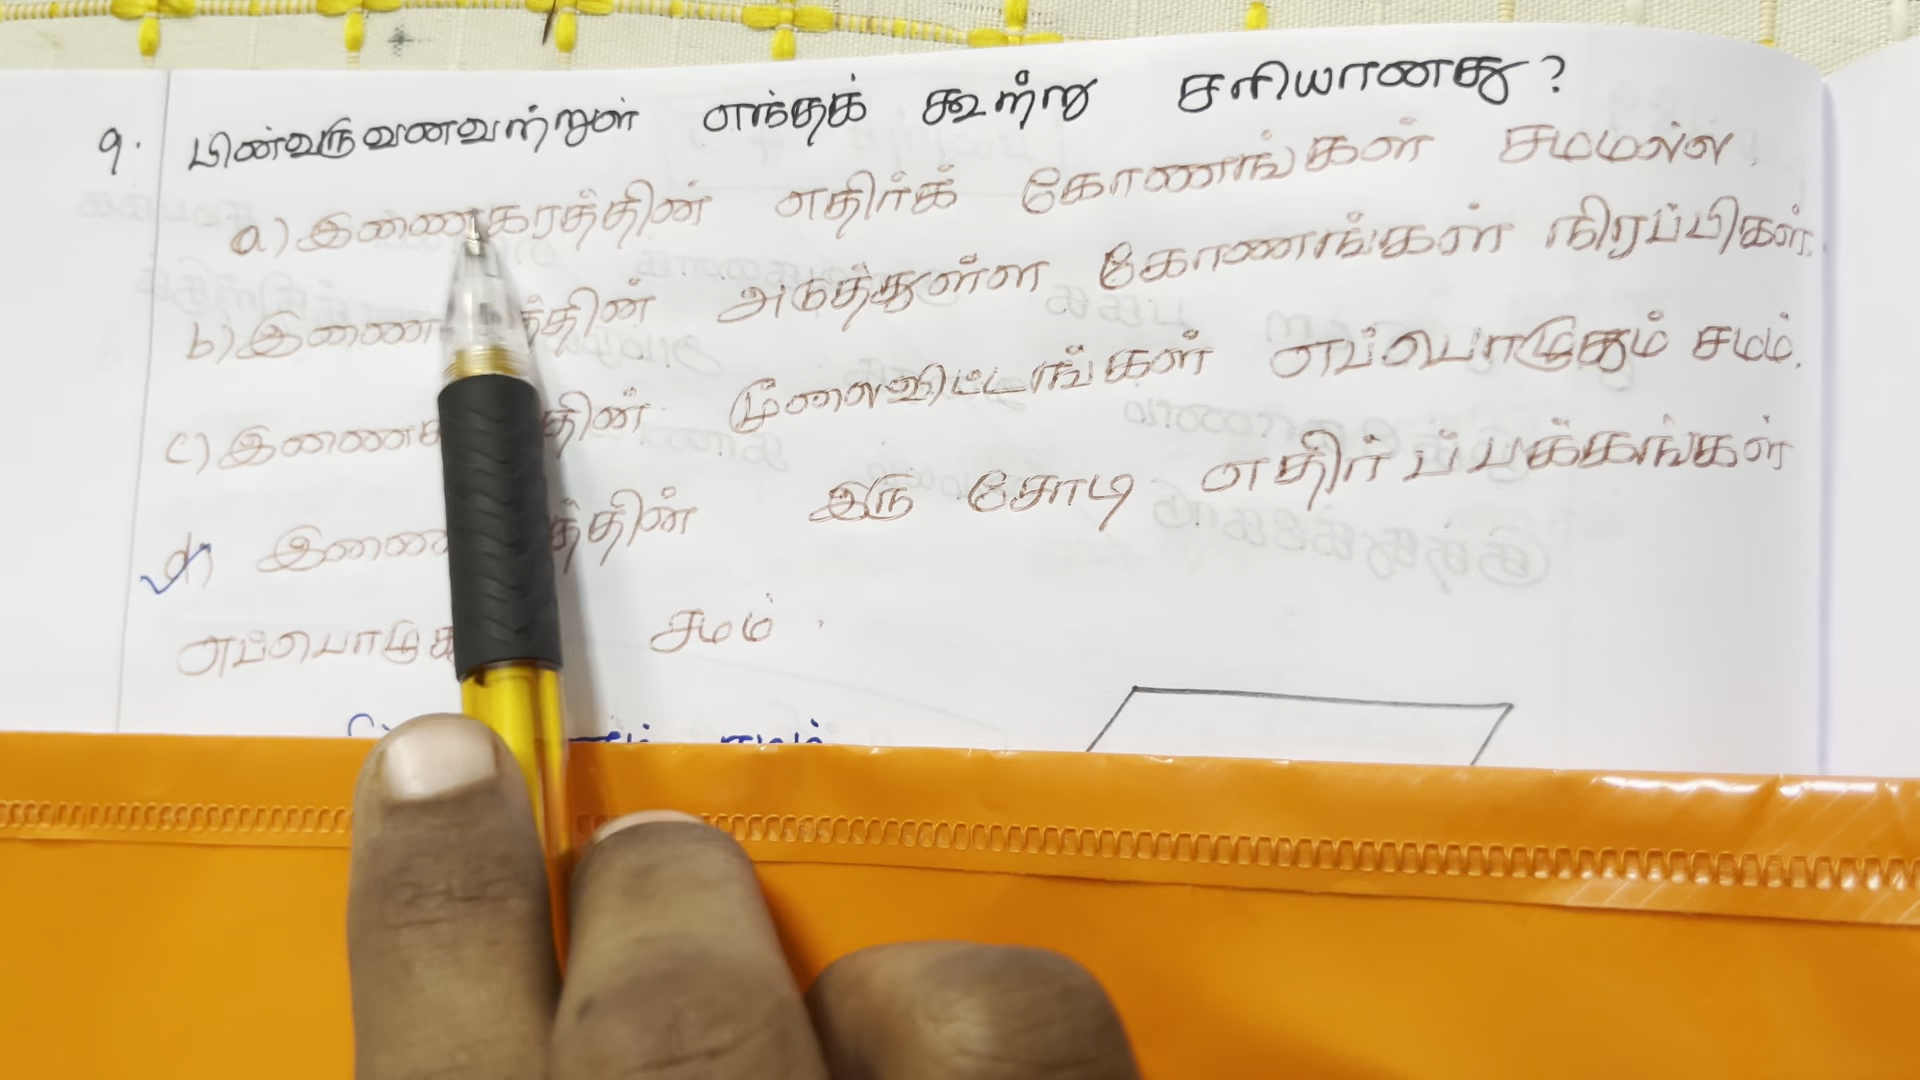 9. பின்வருவனவற்றுள் எந்தக் கூற்று சரியானது?
a) இணைகரத்தின் எதிர்க் கோணங்கள் சமமல்ல.
b) இணை த்தின் அடுத்துள்ள கோணங்கள் நிரப்பிகள்.
c) இணைக தின் மூலைவிட்டங்கள் எப்பொழுதும் சமம்.
d) இணை த்தின் இரு சோடி எதிர்ப்பக்கங்கள்
எப்பொழு சமம்.